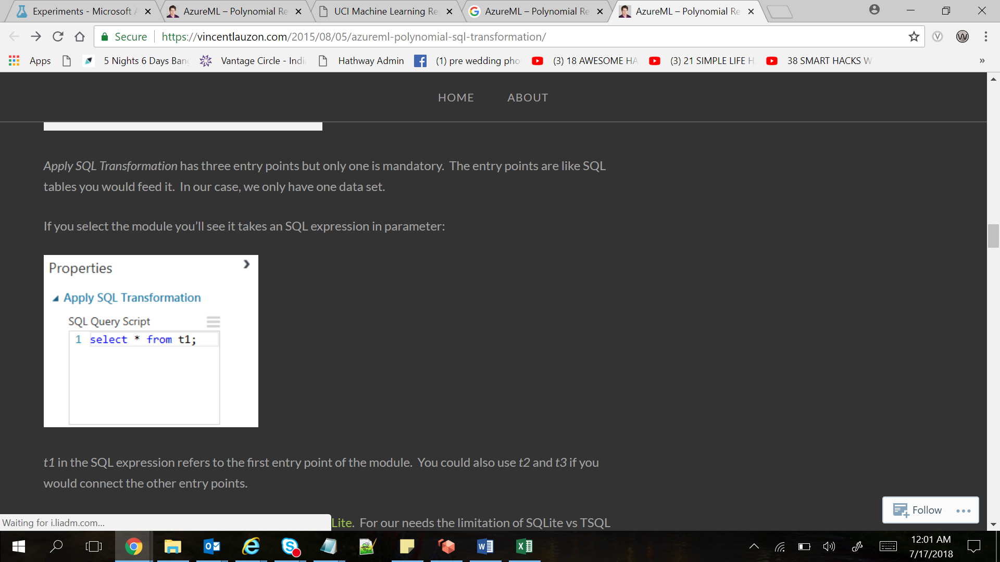 Experiments - Microsoft A
AzureML – Polynomial Re
UCI Machine Learning Rep
AzureML – Polynomial Re
AzureML – Polynomial Re
Secure
https://vincentlauzon.com/2015/08/05/azureml-polynomial-sql-transformation/
Apps
5 Nights 6 Days Bang
Vantage Circle - Indi
Hathway Admin
(1) pre wedding pho
(3) 18 AWESOME HA
(3) 21 SIMPLE LIFE H
38 SMART HACKS W
»
HOME
ABOUT
Apply SQL Transformation has three entry points but only one is mandatory.  The entry points are like SQL
tables you would feed it.  In our case, we only have one data set.
If you select the module you’ll see it takes an SQL expression in parameter:
Properties
Apply SQL Transformation
SQL Query Script
1 select * from t1;
t1 in the SQL expression refers to the first entry point of the module.  You could also use t2 and t3 if you
would connect the other entry points.
Follow
Waiting for i.liadm.com...
Lite.  For our needs the limitation of SQLite vs TSQL
12:01 AM
7/17/2018